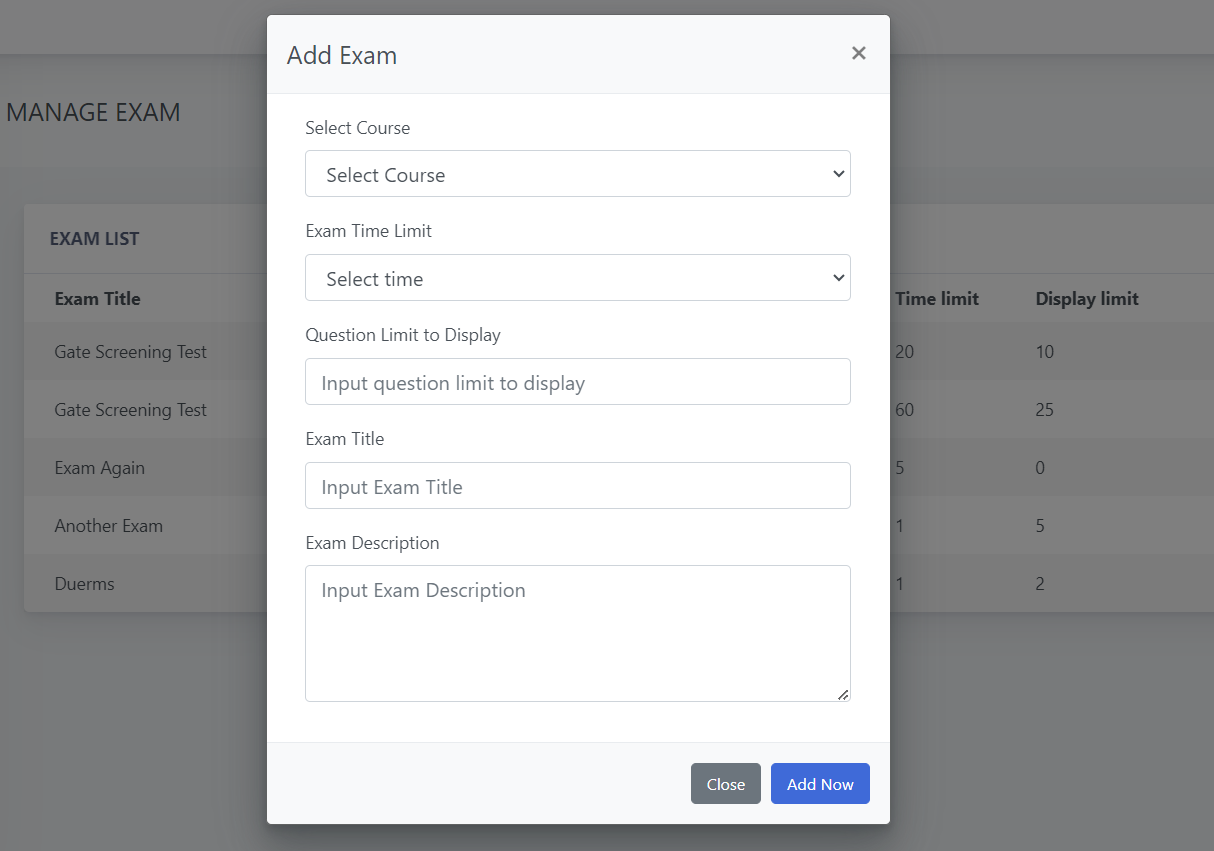 Add Exam ×
MANAGE EXAM
Select Course
Select Course
Exam Time Limit
Select time
Question Limit to Display
Input question limit to display
Exam Title
Input Exam Title
Exam Description
Input Exam Description
Close Add Now
EXAM LIST
Exam Title Time limit Display limit
Gate Screening Test 20 10
Gate Screening Test 60 25
Exam Again 5 0
Another Exam 1 5
Duerms 1 2